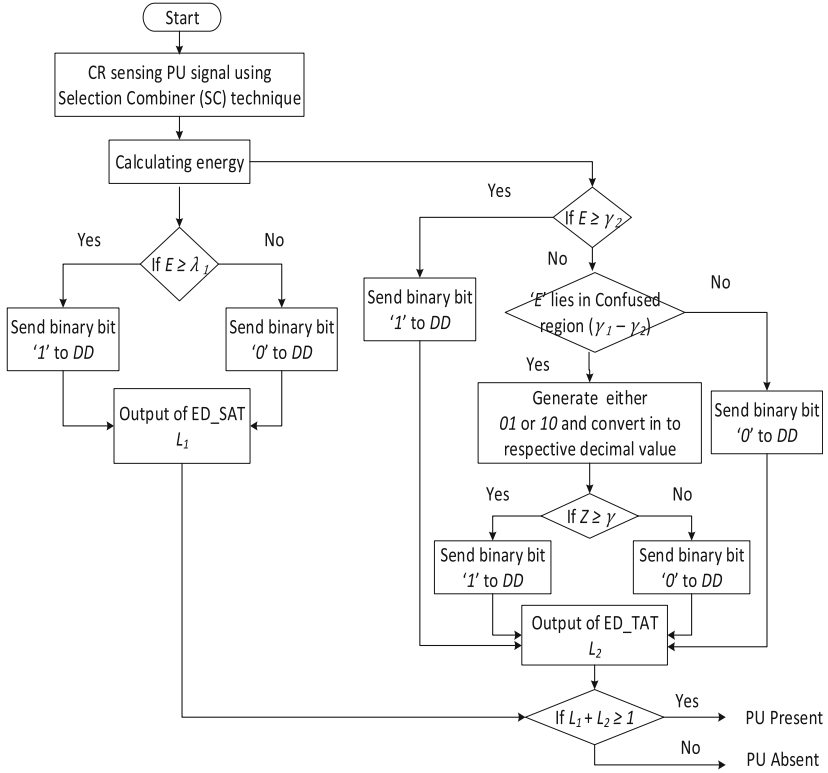 Start
CR sensing PU signal using
Selection Combiner (SC) technique
Calculating energy
Yes
If E ≥ γ 2
No
Yes
If E ≥ λ 1
No
Send binary bit
‘1’ to DD
Send binary bit
‘0’ to DD
Send binary bit
‘1’ to DD
‘E’ lies in Confused
region (γ 1 – γ 2)
No
Yes
Output of ED_SAT
L1
Generate either
01 or 10 and convert in to
respective decimal value
Send binary bit
‘0’ to DD
Yes
If Z ≥ γ
No
Send binary bit
‘1’ to DD
Send binary bit
‘0’ to DD
Output of ED_TAT
L2
If L1 + L2 ≥ 1
Yes
PU Present
No
PU Absent